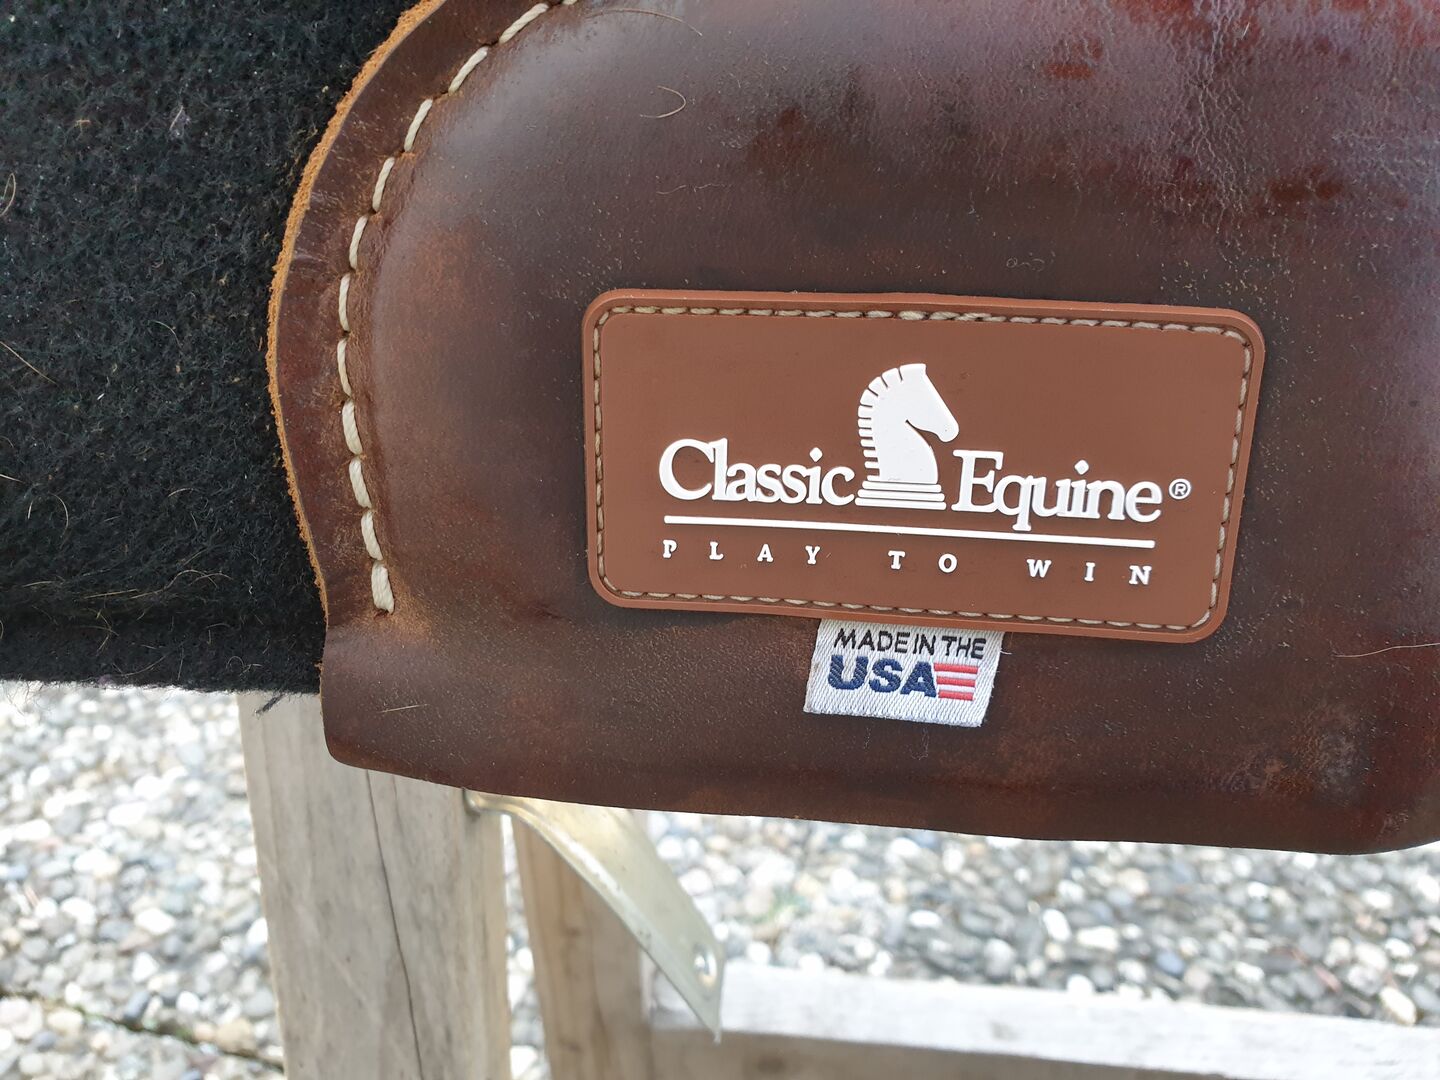 Classic Equine®
PLAY TO WIN
MADE IN THE
USA